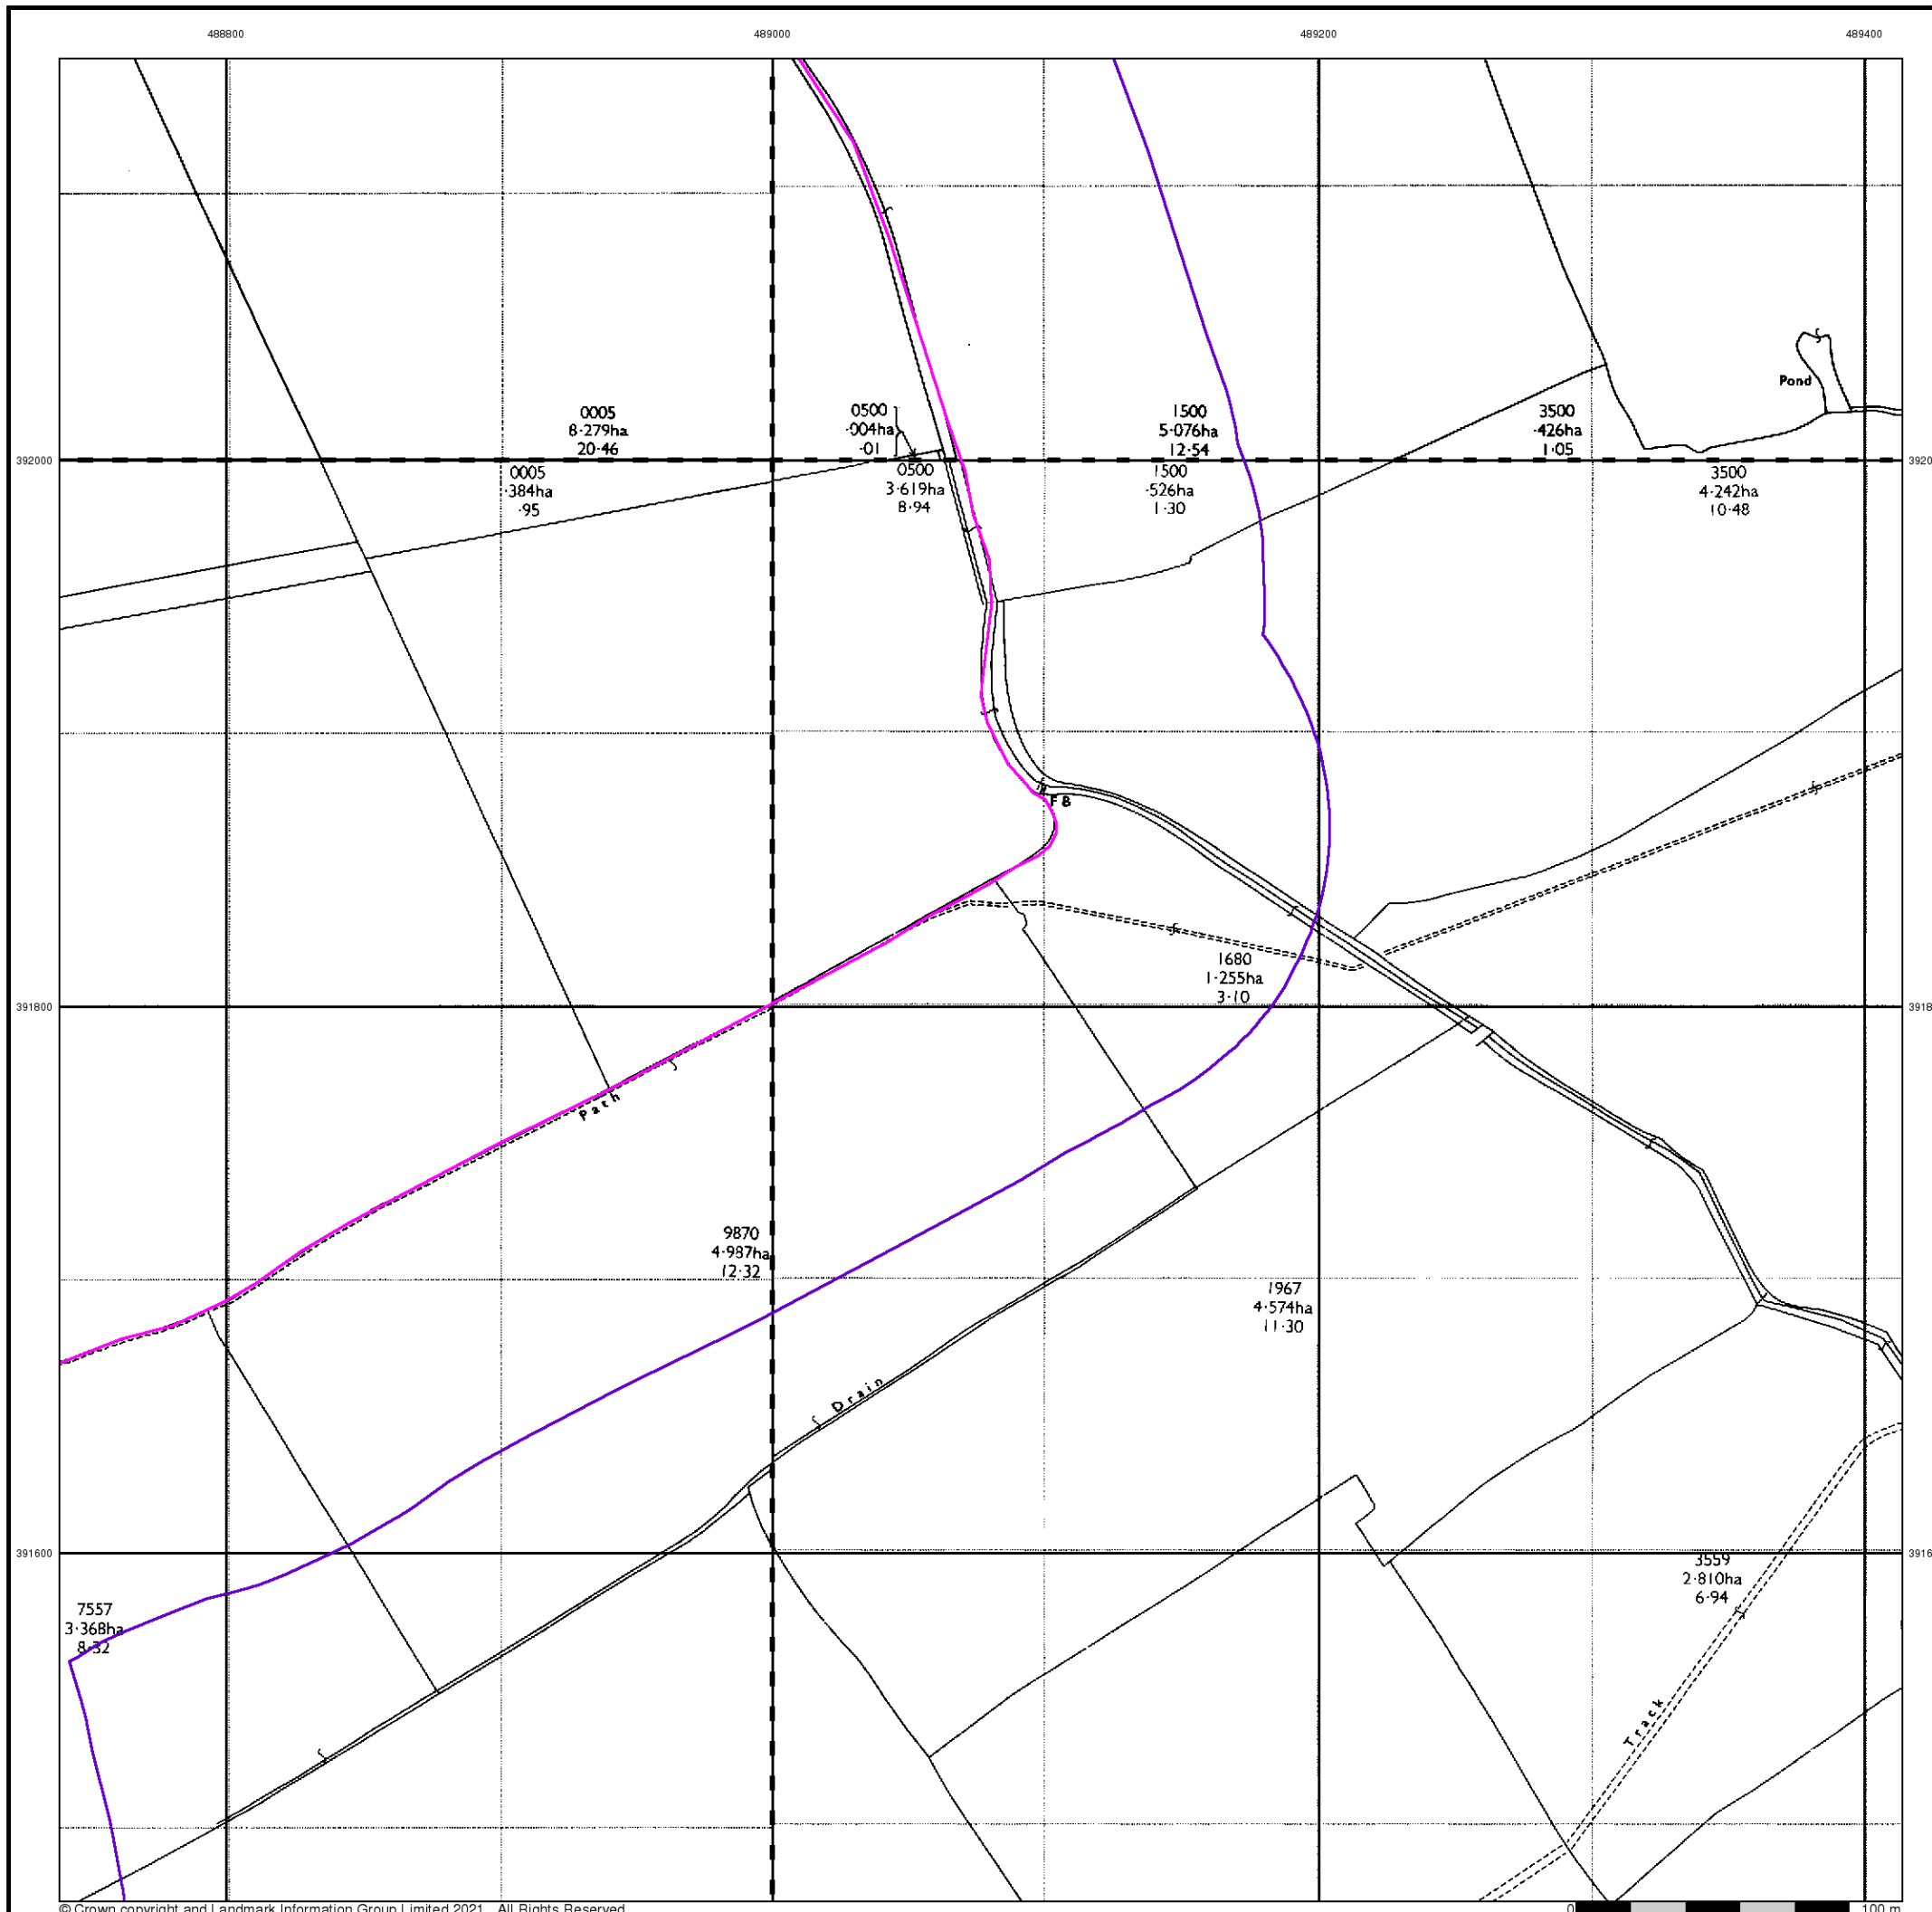 488800
489000
489200
489400
Pond
0005
8·279ha
20·46
0500
·004ha
·01
1500
5·076ha
12·54
3500
·426ha
1·05
392000
3920
0005
·384ha
·95
0500
3·619ha
8·94
1500
·526ha
1·30
3500
4·242ha
10·48
FB
1680
1·255ha
3·10
391800
3918
Path
9870
4·987ha
12·32
1967
4·574ha
11·30
Drain
391600
3916
3559
2·810ha
6·94
7557
3·368ha
8·32
Track
© Crown copyright and Landmark Information Group Limited 2021. All Rights Reserved.
0
100 m